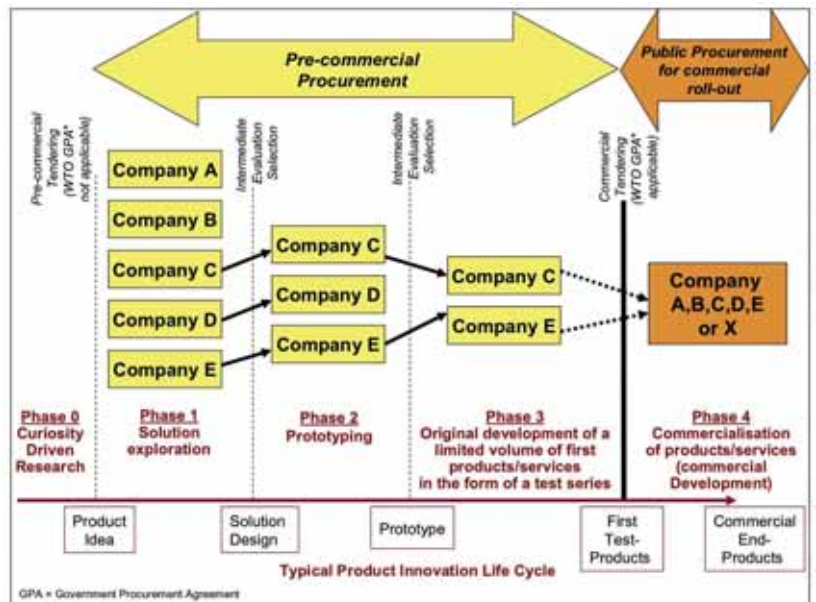 Pre-commercial
Procurement
Public Procurement
for commercial
roll-out
Pre-commercial
Tendering
(WTO GPA*
not applicable)
Intermediate
Evaluation
Selection
Intermediate
Evaluation
Selection
Commercial
Tendering
(WTO GPA*
applicable)
Company A
Company B
Company C
Company D
Company E
Company C
Company D
Company E
Company C
Company E
Company
A,B,C,D,E
or X
Phase 0
Curiosity
Driven
Research
Phase 1
Solution
exploration
Phase 2
Prototyping
Phase 3
Original development of a
limited volume of first
products/services
in the form of a test series
Phase 4
Commercialisation
of products/services
(commercial
Development)
Product
Idea
Solution
Design
Prototype
First
Test-
Products
Commercial
End-
Products
Typical Product Innovation Life Cycle
GPA = Government Procurement Agreement